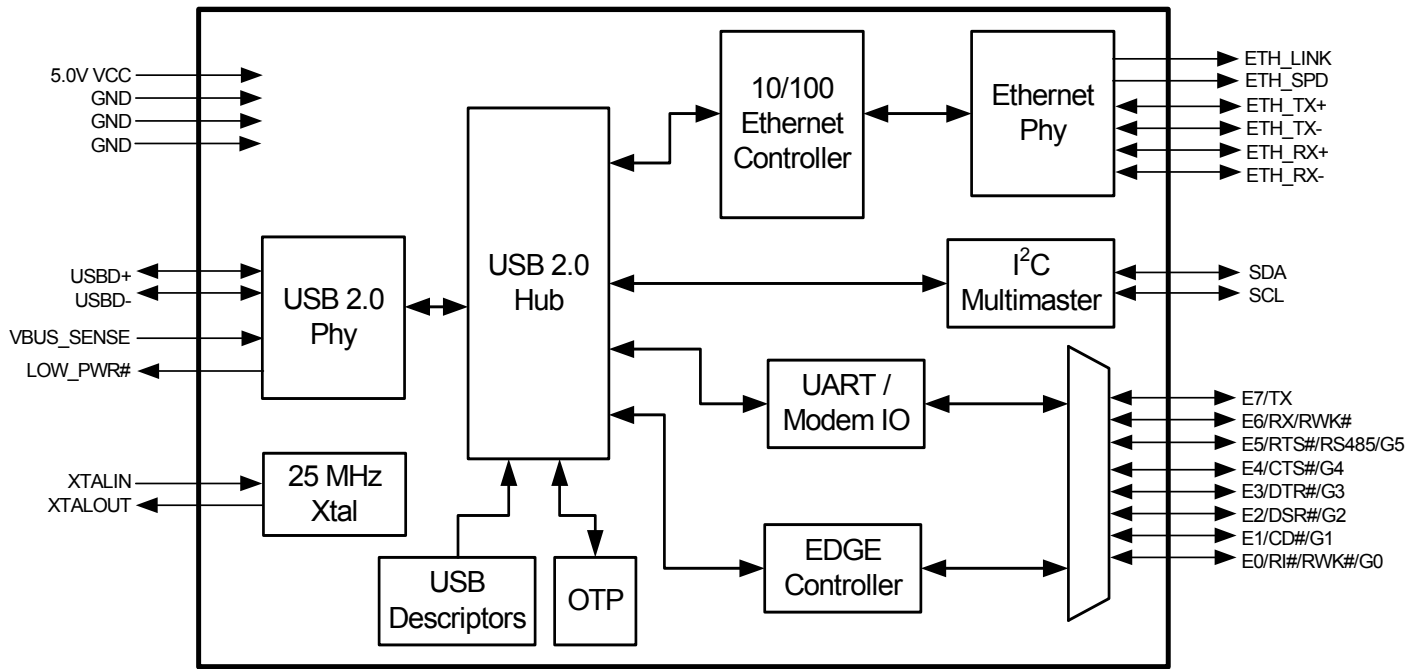 5.0V VCC
GND
GND
GND
USBD+
USBD-
VBUS_SENSE
LOW_PWR#
XTALIN
XTALOUT
USB 2.0
Phy
25 MHz
Xtal
USB 2.0
Hub
USB
Descriptors
OTP
10/100
Ethernet
Controller
Ethernet
Phy
I²C
Multimaster
UART /
Modem IO
EDGE
Controller
ETH_LINK
ETH_SPD
ETH_TX+
ETH_TX-
ETH_RX+
ETH_RX-
SDA
SCL
E7/TX
E6/RX/RWK#
E5/RTS#/RS485/G5
E4/CTS#/G4
E3/DTR#/G3
E2/DSR#/G2
E1/CD#/G1
E0/RI#/RWK#/G0